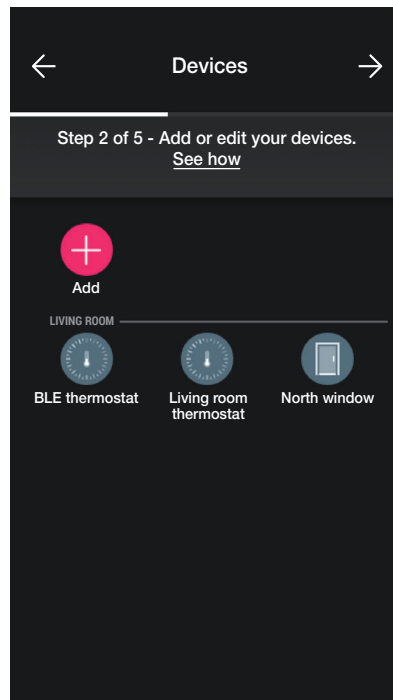 Devices
Step 2 of 5 - Add or edit your devices.
See how
Add
LIVING ROOM
BLE thermostat
Living room
thermostat
North window